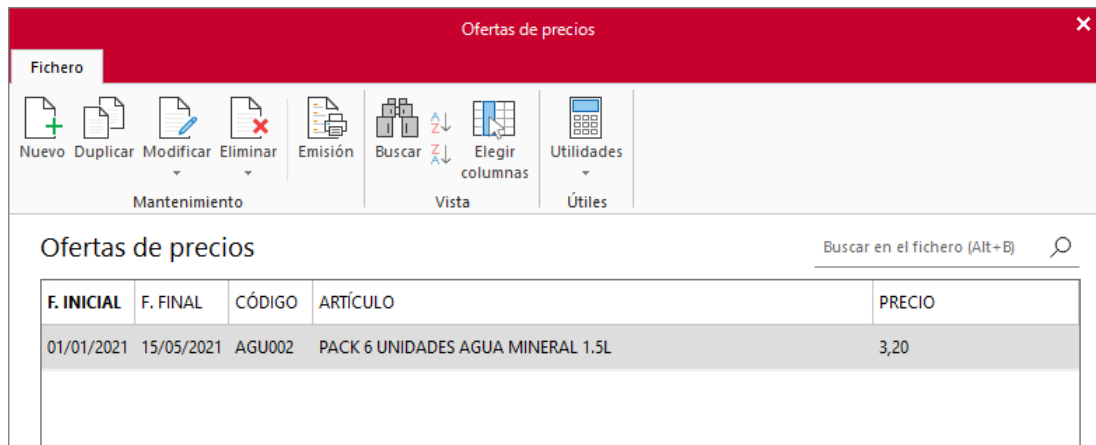 Ofertas de precios
Fichero
Nuevo Duplicar Modificar Eliminar Emisión Buscar Elegir columnas Utilidades
Mantenimiento Vista Útiles
Ofertas de precios
Buscar en el fichero (Alt+B)
F. INICIAL F. FINAL CÓDIGO ARTÍCULO PRECIO
01/01/2021 15/05/2021 AGU002 PACK 6 UNIDADES AGUA MINERAL 1.5L 3,20